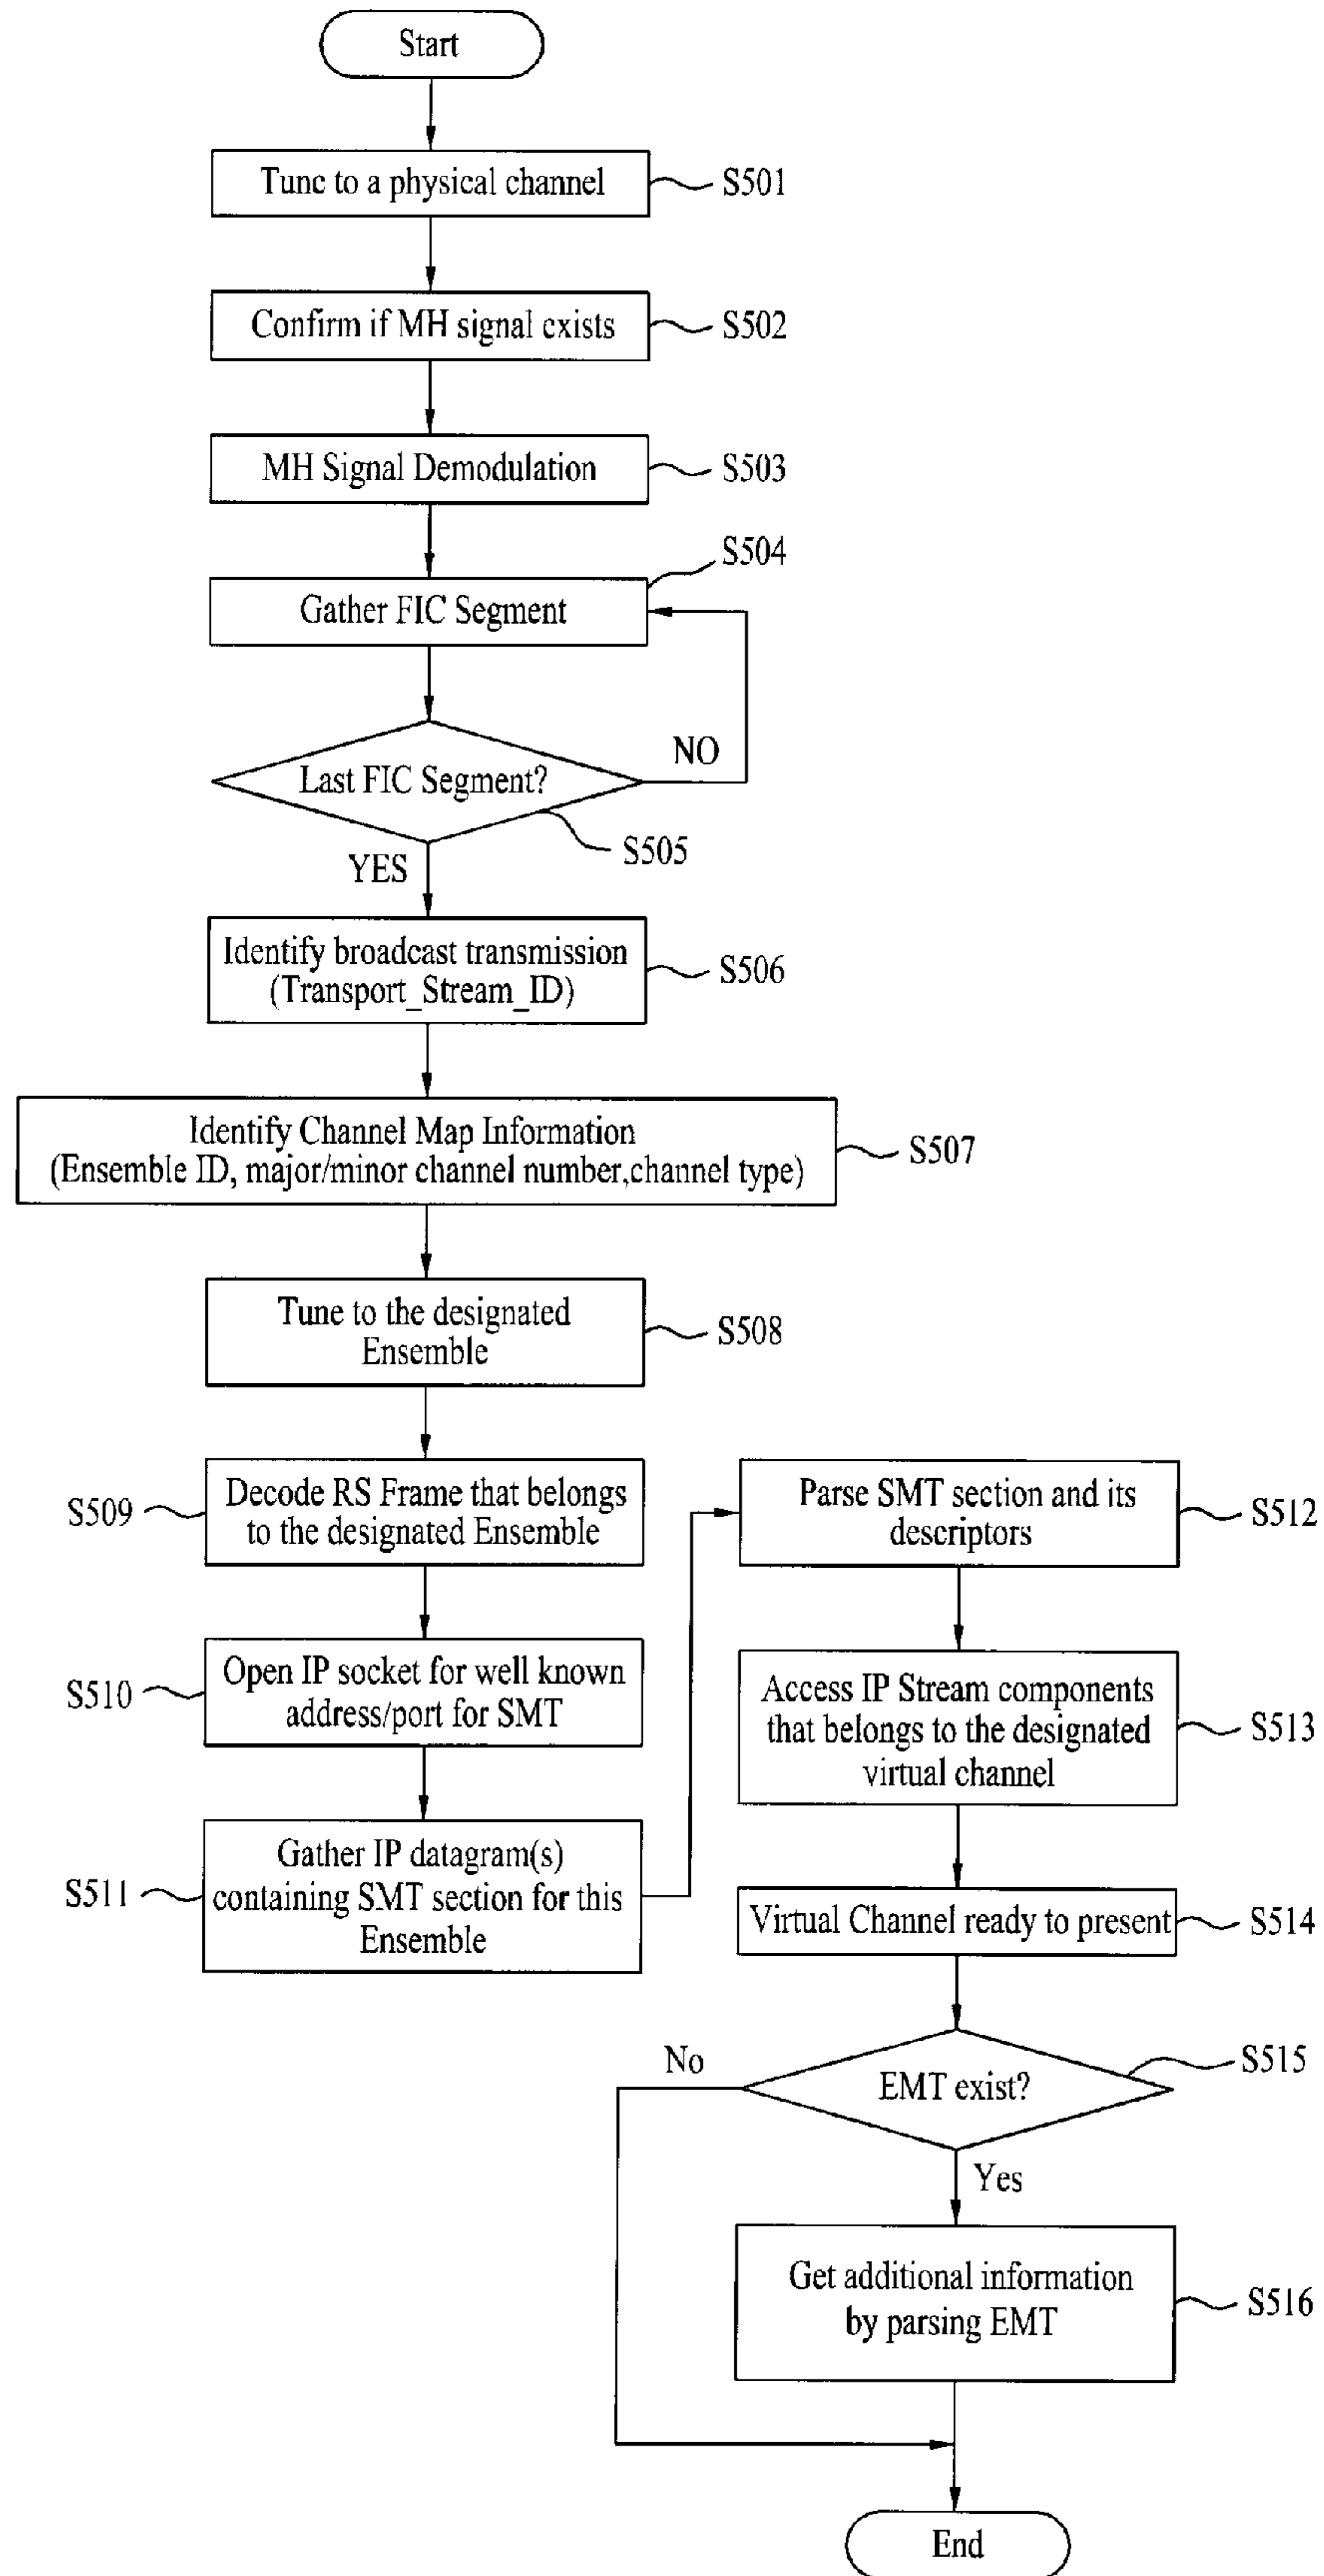 Start
Tune to a physical channel
S501
Confirm if MH signal exists
S502
MH Signal Demodulation
S503
S504
Gather FIC Segment
Last FIC Segment?
NO
S505
YES
Identify broadcast transmission
(Transport_Stream_ID)
S506
Identify Channel Map Information
(Ensemble ID, major/minor channel number,channel type)
S507
Tune to the designated
Ensemble
S508
S509
Decode RS Frame that belongs
to the designated Ensemble
S510
Open IP socket for well known
address/port for SMT
S511
Gather IP datagram(s)
containing SMT section for this
Ensemble
Parse SMT section and its
descriptors
S512
Access IP Stream components
that belongs to the designated
virtual channel
S513
Virtual Channel ready to present
S514
No
EMT exist?
S515
Yes
Get additional information
by parsing EMT
S516
End